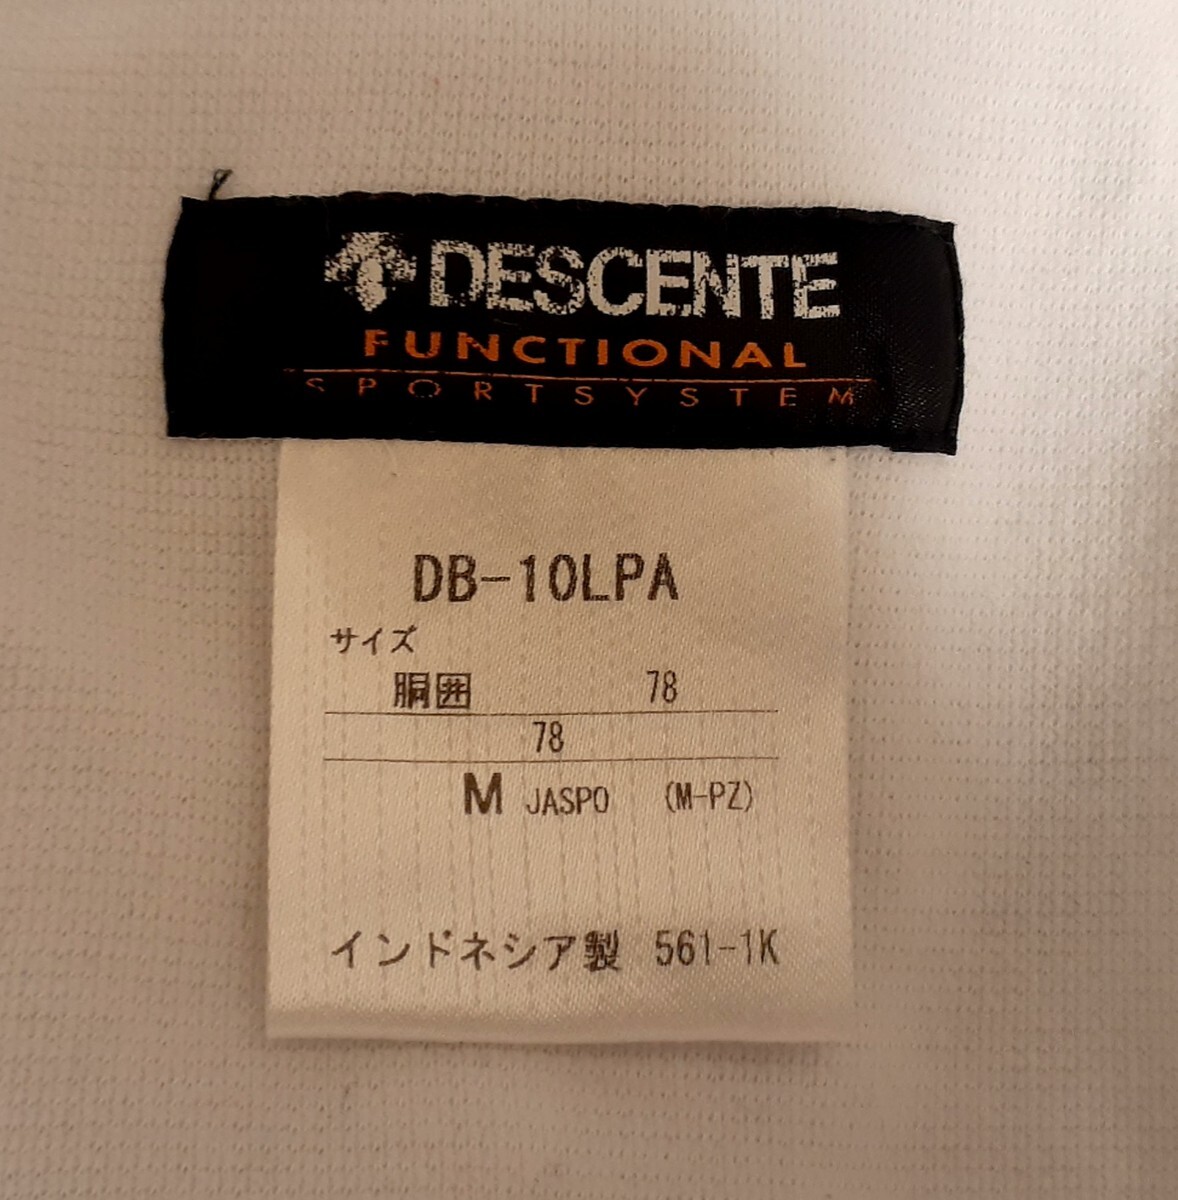 DESCENTE
FUNCTIONAL
SPORTSYSTEM
DB-10LPA
サイズ
胴囲 78
78
M JASPO (M-PZ)
インドネシア製 561-1K